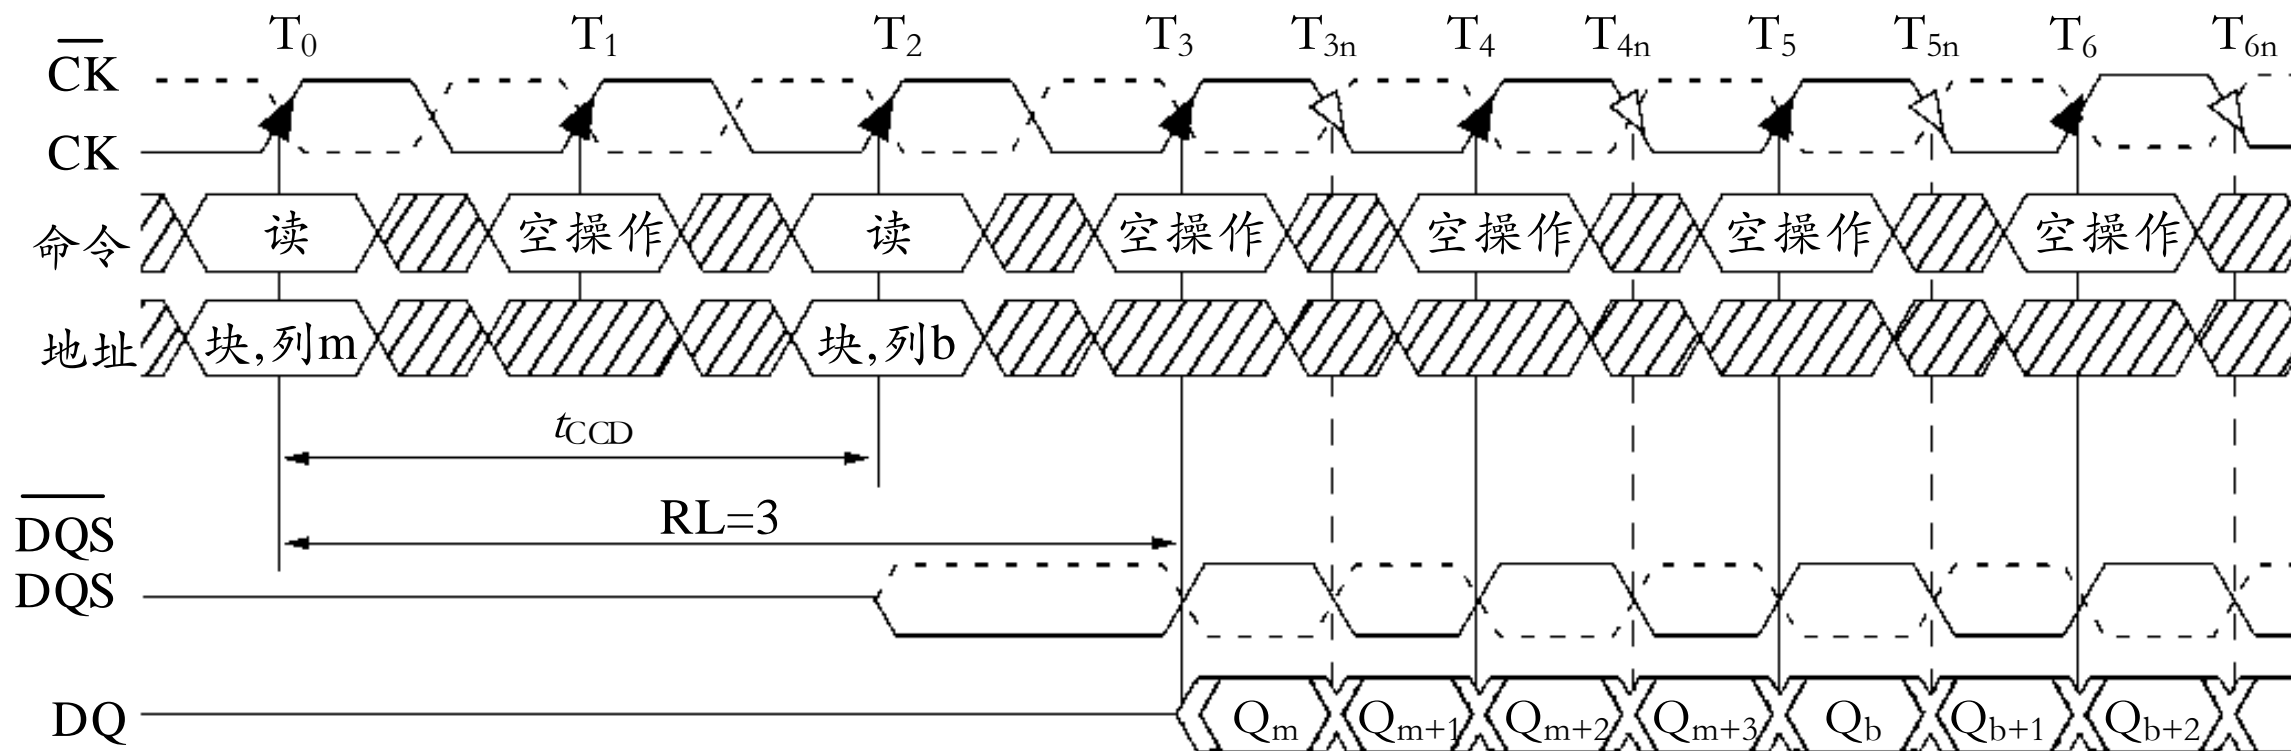 T0 T1 T2 T3 T3n T4 T4n T5 T5n T6 T6n
CK
CK
命令 读 空操作 读 空操作 空操作 空操作 空操作
地址 块,列m 块,列b
tCCD
RL=3
DQS
DQS
DQ Qm Qm+1 Qm+2 Qm+3 Qb Qb+1 Qb+2